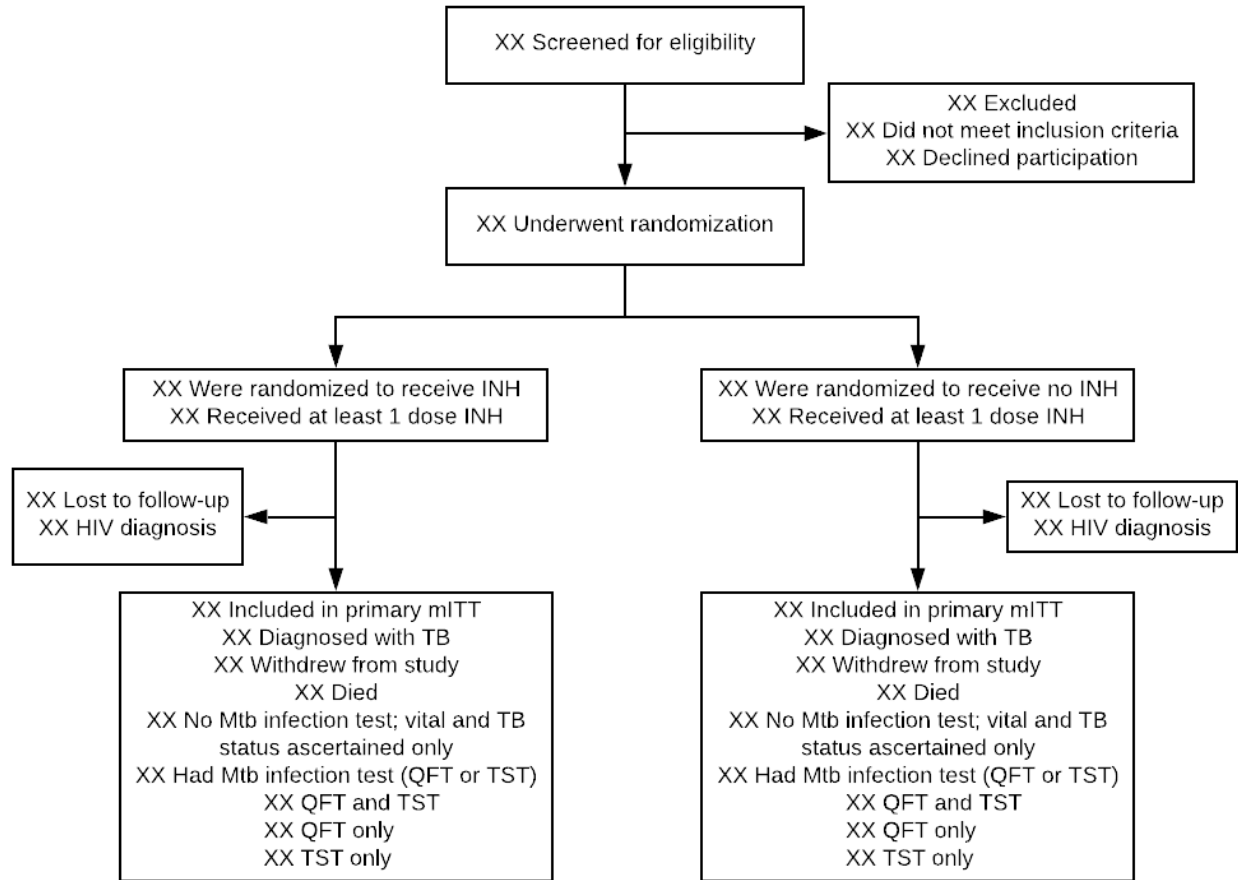 XX Screened for eligibility
XX Excluded
XX Did not meet inclusion criteria
XX Declined participation
XX Underwent randomization
XX Were randomized to receive INH
XX Received at least 1 dose INH
XX Were randomized to receive no INH
XX Received at least 1 dose INH
XX Lost to follow-up
XX HIV diagnosis
XX Lost to follow-up
XX HIV diagnosis
XX Included in primary mITT
XX Diagnosed with TB
XX Withdrew from study
XX Died
XX No Mtb infection test; vital and TB
status ascertained only
XX Had Mtb infection test (QFT or TST)
XX QFT and TST
XX QFT only
XX TST only
XX Included in primary mITT
XX Diagnosed with TB
XX Withdrew from study
XX Died
XX No Mtb infection test; vital and TB
status ascertained only
XX Had Mtb infection test (QFT or TST)
XX QFT and TST
XX QFT only
XX TST only